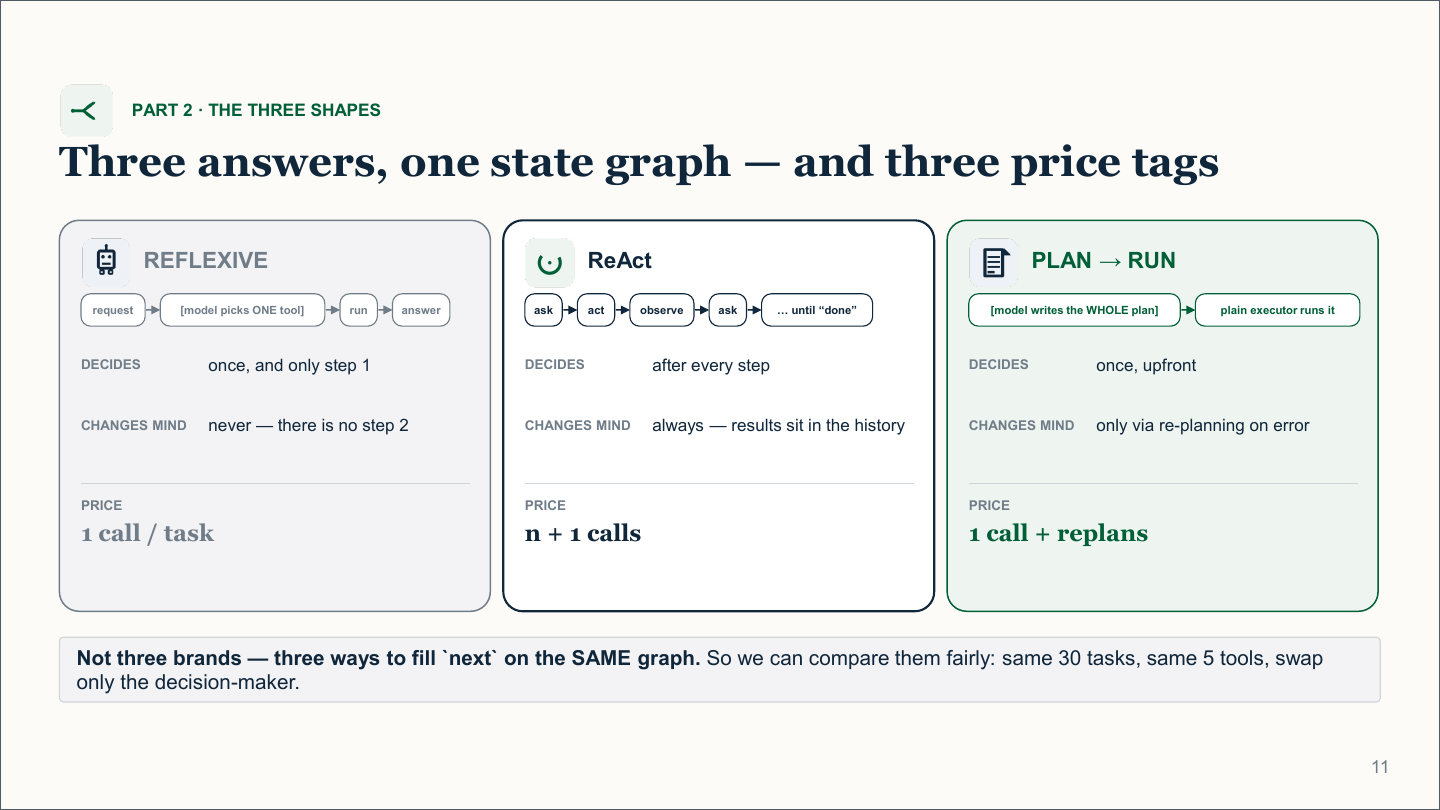 PART 2 · THE THREE SHAPES
Three answers, one state graph — and three price tags
REFLEXIVE
request
[model picks ONE tool]
run
answer
DECIDES
once, and only step 1
CHANGES MIND
never — there is no step 2
PRICE
1 call / task
ReAct
ask
act
observe
ask
... until “done”
DECIDES
after every step
CHANGES MIND
always — results sit in the history
PRICE
n + 1 calls
PLAN → RUN
[model writes the WHOLE plan]
plain executor runs it
DECIDES
once, upfront
CHANGES MIND
only via re-planning on error
PRICE
1 call + replans
Not three brands — three ways to fill `next` on the SAME graph. So we can compare them fairly: same 30 tasks, same 5 tools, swap
only the decision-maker.
11